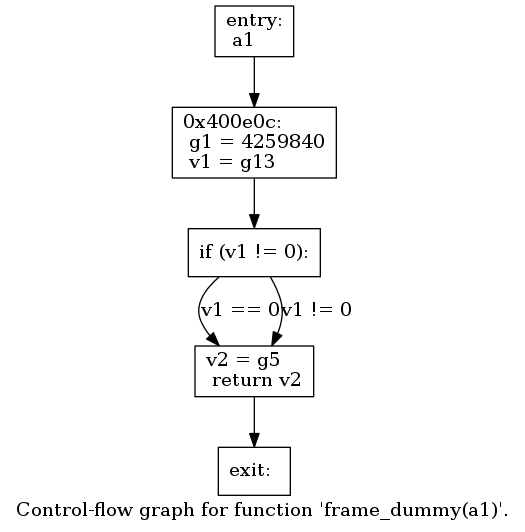 entry:
a1
0x400e0c:
g1 = 4259840
v1 = g13
if (v1 != 0):
v1 == 0
v1 != 0
v2 = g5
return v2
exit:
Control-flow graph for function 'frame_dummy(a1)'.